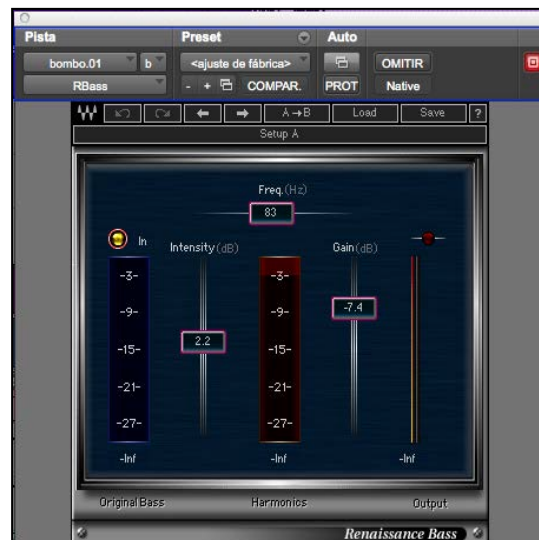 Pista Preset Auto
bombo.01 b <ajuste de fábrica> OMITIR
RBass - + COMPAR. PROT Native
A→B Load Save ?
Setup A
Freq.(Hz)
83
In Intensity(dB) Gain(dB)
-3- -3-
-9- -9- -7.4
-15- 2.2 -15-
-21- -21-
-27- -27-
-Inf -Inf -Inf
Original Bass Harmonics Output
Renaissance Bass